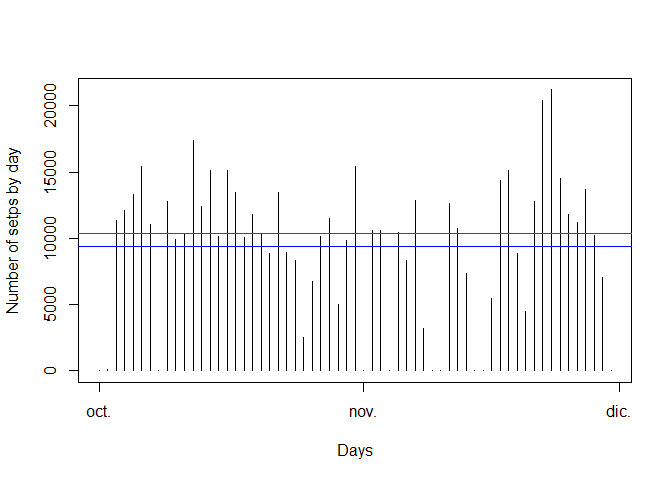 Number of setps by day
20000
15000
10000
5000
0
oct.
nov.
dic.
Days